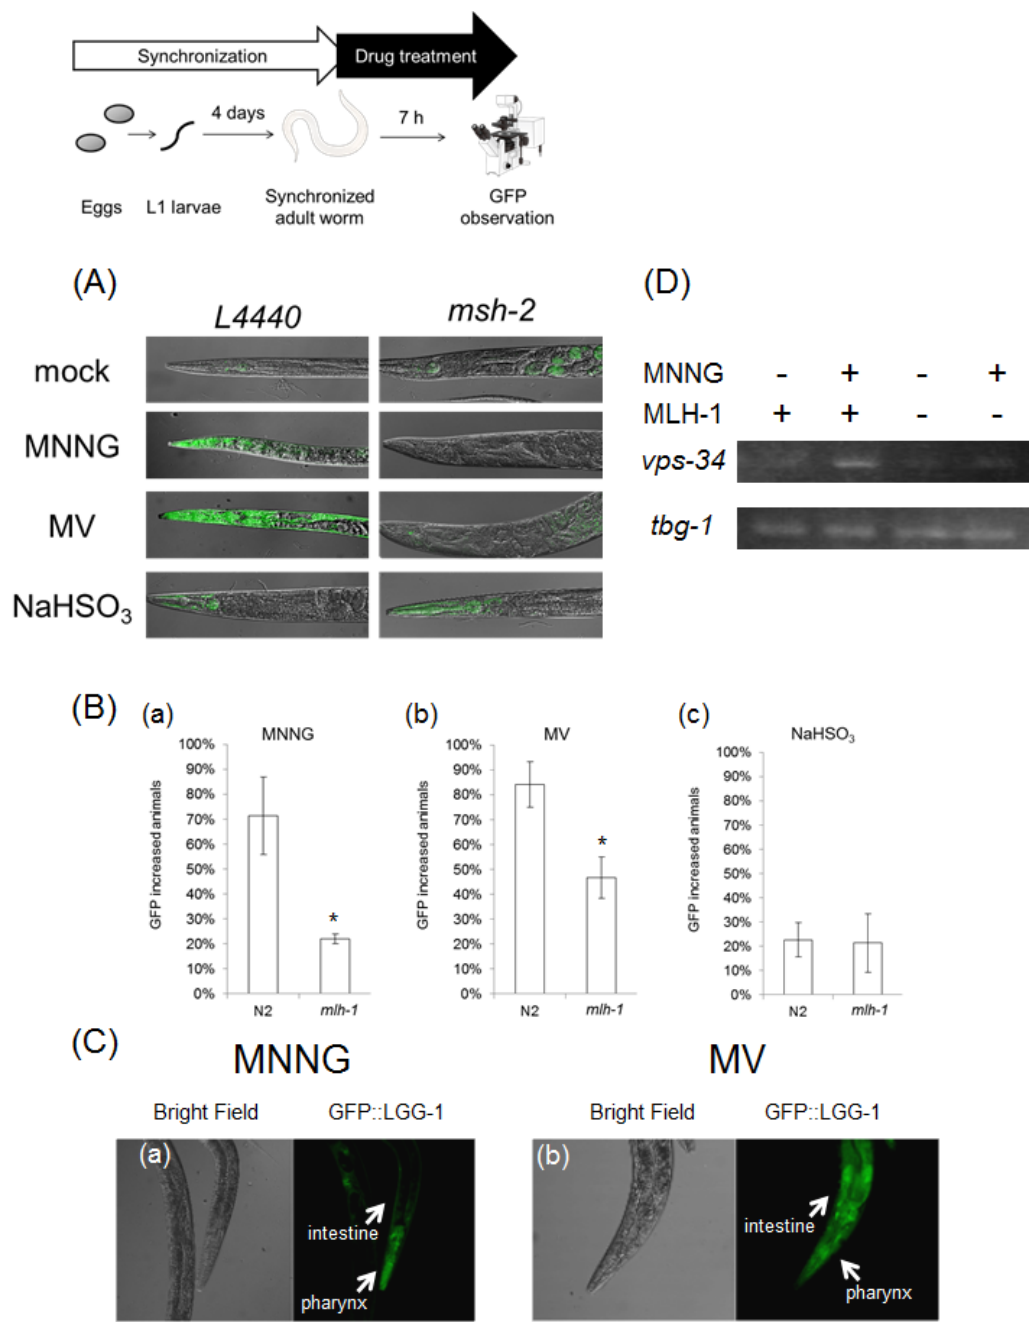 Synchronization
Drug treatment
4 days
7 h
Eggs
L1 larvae
Synchronized
adult worm
GFP
observation
(A)
L4440
msh-2
mock
MNNG
MV
NaHSO₃
(D)
MNNG - + - +
MLH-1 + + - -
vps-34
tbg-1
(B)
(a)
MNNG
GFP increased animals
100%
90%
80%
70%
60%
50%
40%
30%
20%
10%
0%
*
N2
mlh-1
(b)
MV
GFP increased animals
100%
90%
80%
70%
60%
50%
40%
30%
20%
10%
0%
*
N2
mlh-1
(c)
NaHSO₃
GFP increased animals
100%
90%
80%
70%
60%
50%
40%
30%
20%
10%
0%
N2
mlh-1
(C)
MNNG
Bright Field
GFP::LGG-1
(a)
intestine
pharynx
MV
Bright Field
GFP::LGG-1
(b)
intestine
pharynx